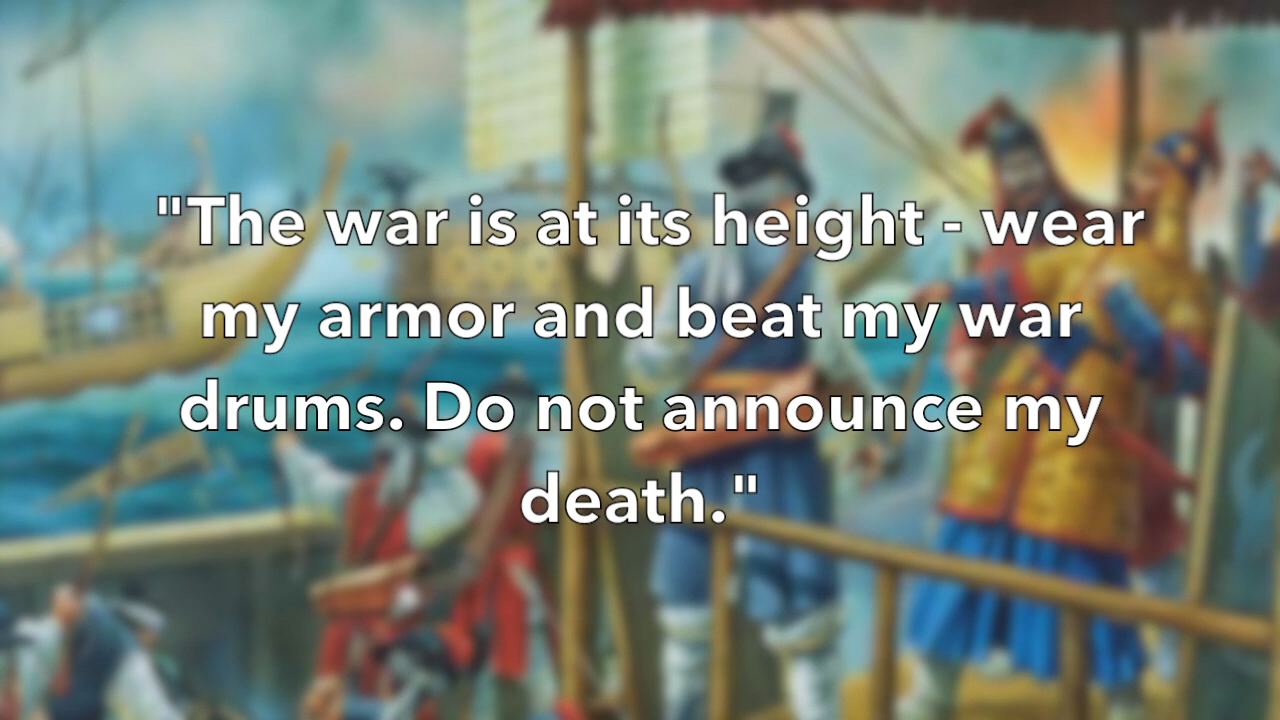 "The war is at its height - wear
my armor and beat my war
drums. Do not announce my
death."